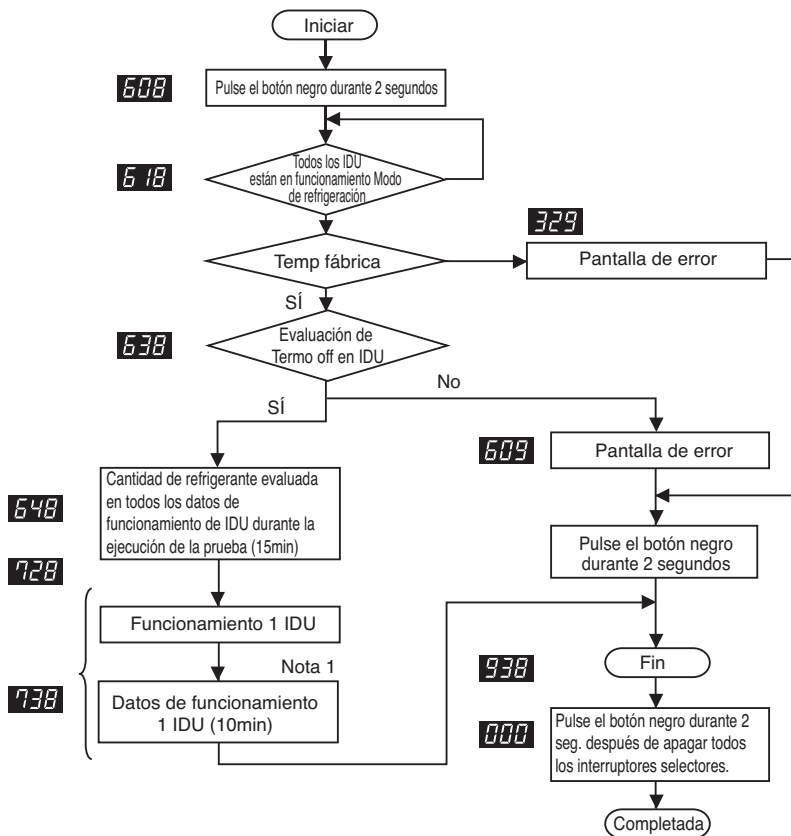 Iniciar
608
Pulse el botón negro durante 2 segundos
618
Todos los IDU
están en funcionamiento Modo
de refrigeración
329
Temp fábrica
Pantalla de error
SÍ
638
Evaluación de
Termo off en IDU
No
SÍ
609
Pantalla de error
648
Cantidad de refrigerante evaluada
en todos los datos de
funcionamiento de IDU durante la
ejecución de la prueba (15min)
Pulse el botón negro
durante 2 segundos
728
Funcionamiento 1 IDU
Nota 1
738
Datos de funcionamiento
1 IDU (10min)
938
Fin
000
Pulse el botón negro durante 2
seg. después de apagar todos
los interruptores selectores.
Completada